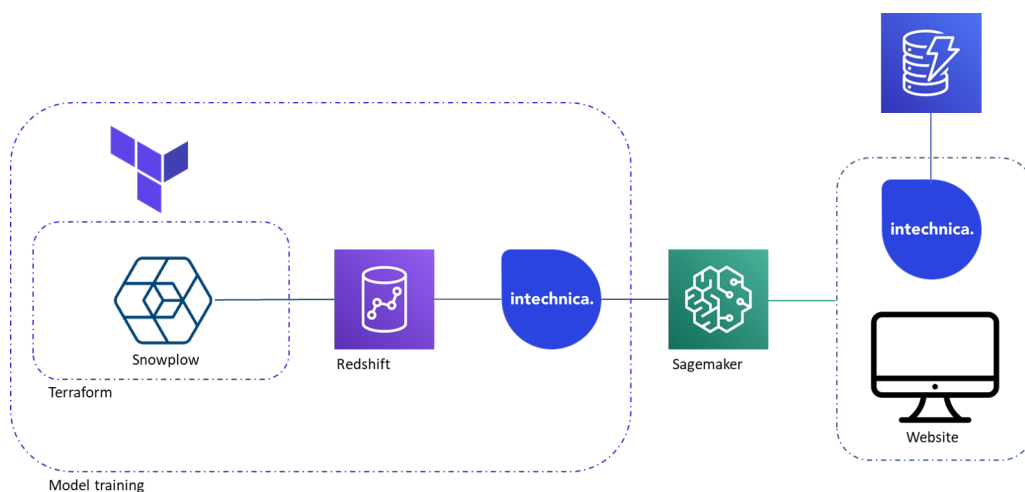 intechnica.
intechnica.
Snowplow
Redshift
Sagemaker
Terraform
Website
Model training